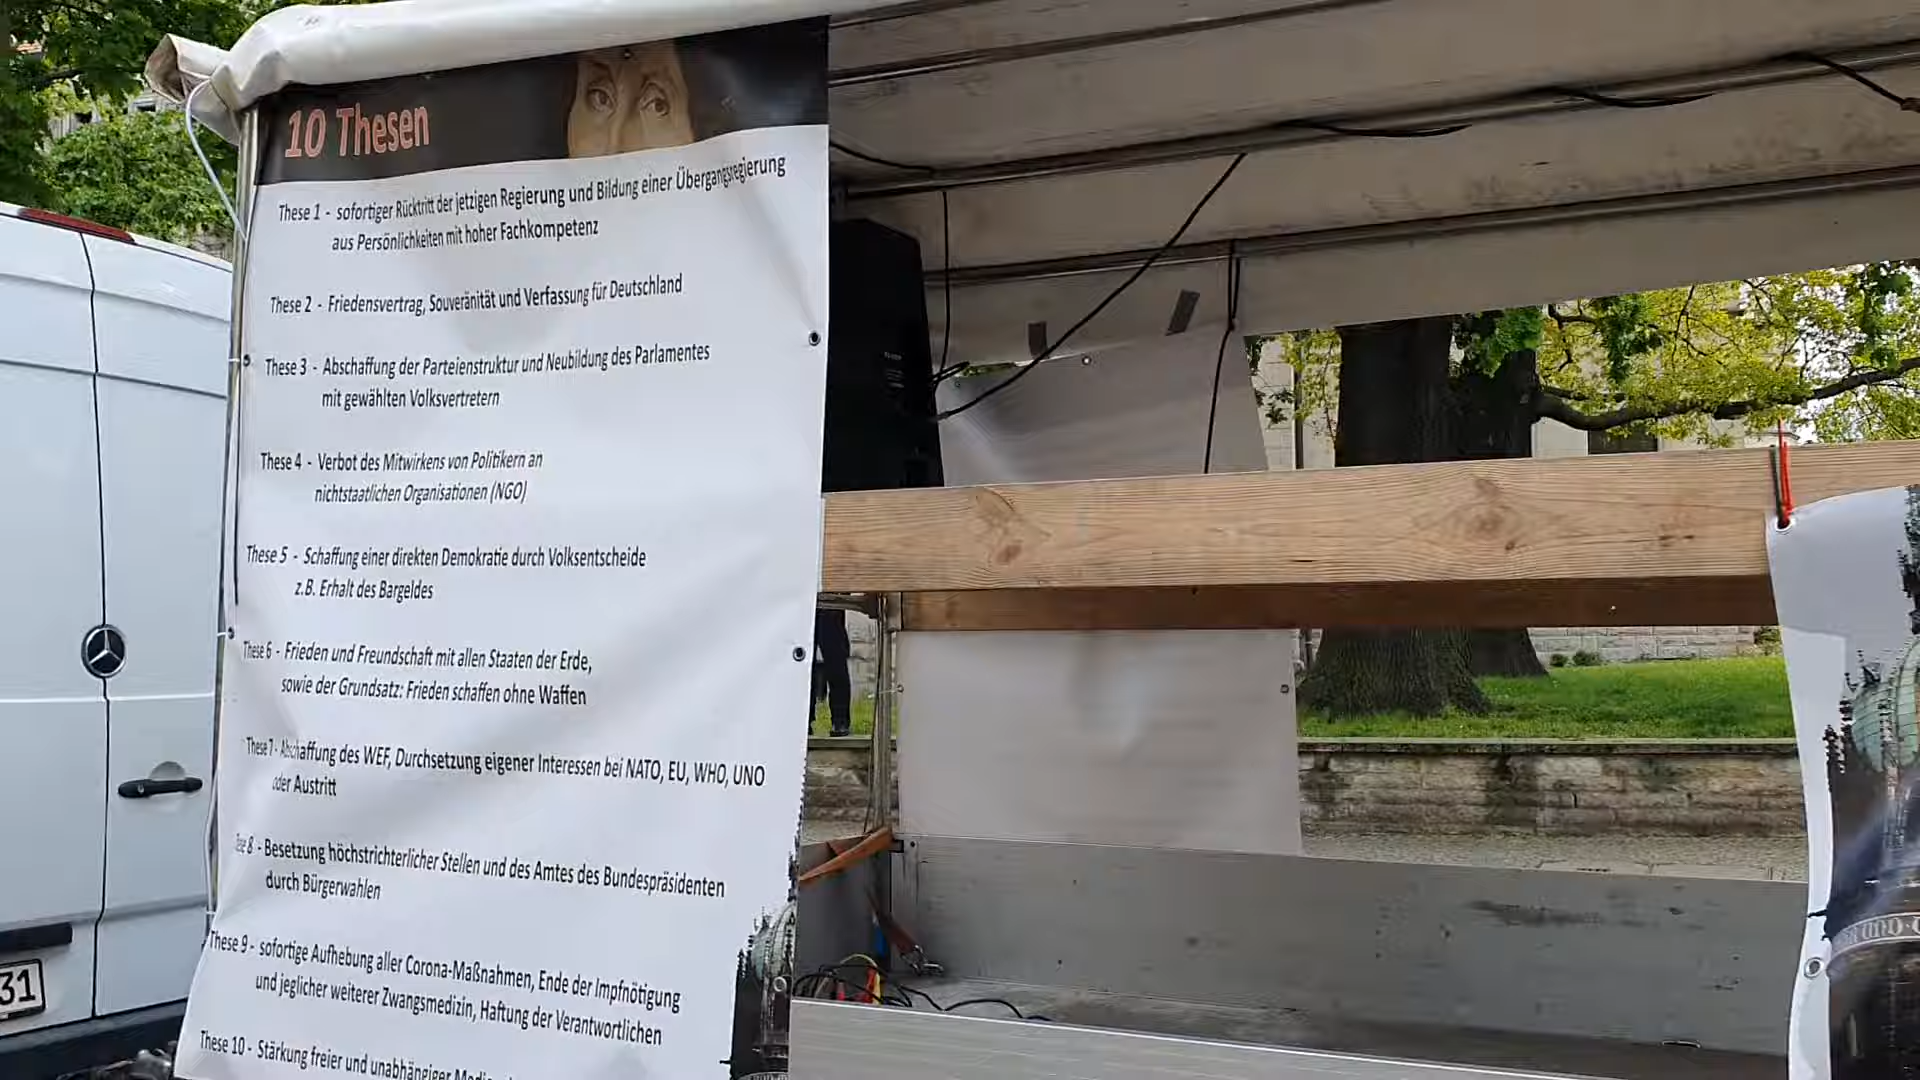 10 Thesen
These 1 - sofortiger Rücktritt der jetzigen Regierung und Bildung einer Übergangsregierung
aus Persönlichkeiten mit hoher Fachkompetenz
These 2 - Friedensvertrag, Souveränität und Verfassung für Deutschland
These 3 - Abschaffung der Parteienstruktur und Neubildung des Parlamentes
mit gewählten Volksvertretern
These 4 - Verbot des Mitwirkens von Politikern an
nichtstaatlichen Organisationen (NGO)
These 5 - Schaffung einer direkten Demokratie durch Volksentscheide
z.B. Erhalt des Bargeldes
These 6 - Frieden und Freundschaft mit allen Staaten der Erde,
sowie der Grundsatz: Frieden schaffen ohne Waffen
These 7 - Abschaffung des WEF, Durchsetzung eigener Interessen bei NATO, EU, WHO, UNO
oder Austritt
8 - Besetzung höchstrichterlicher Stellen und des Amtes des Bundespräsidenten
durch Bürgerwahlen
These 9 - sofortige Aufhebung aller Corona-Maßnahmen, Ende der Impfnötigung
und jeglicher weiterer Zwangsmedizin, Haftung der Verantwortlichen
These 10 - Stärkung freier und unabhängiger
31
UND